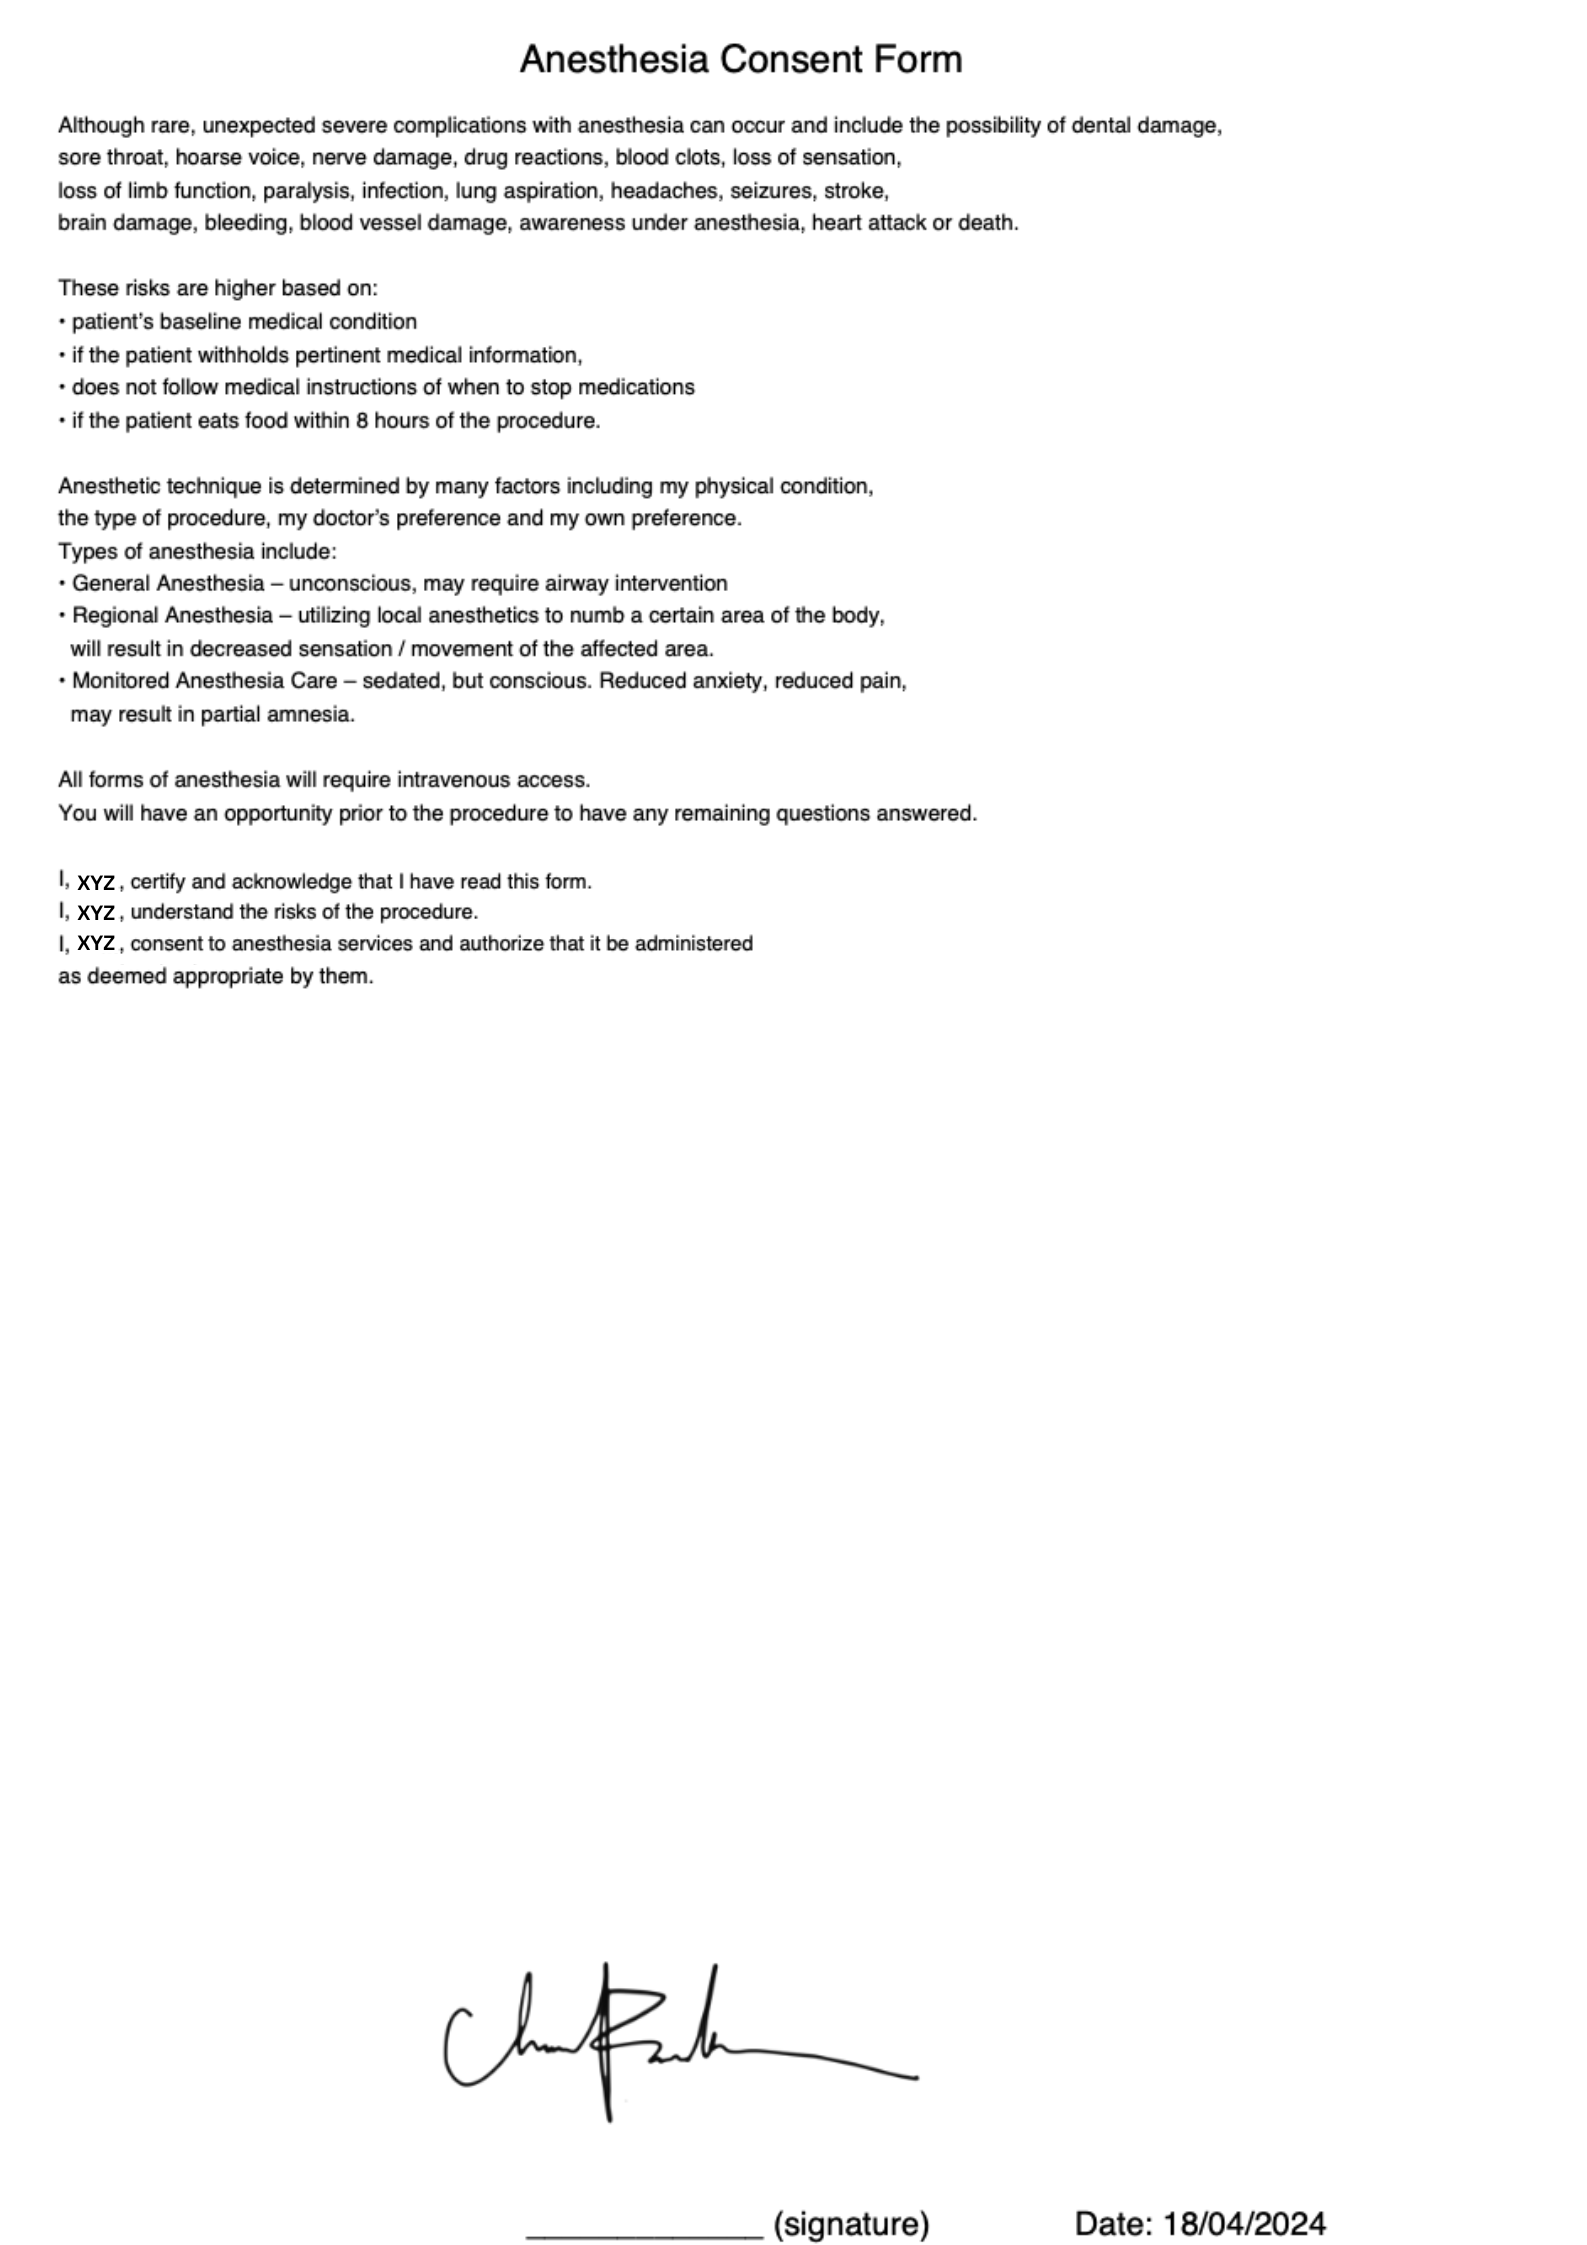 Anesthesia Consent Form
Although rare, unexpected severe complications with anesthesia can occur and include the possibility of dental damage,
sore throat, hoarse voice, nerve damage, drug reactions, blood clots, loss of sensation,
loss of limb function, paralysis, infection, lung aspiration, headaches, seizures, stroke,
brain damage, bleeding, blood vessel damage, awareness under anesthesia, heart attack or death.
These risks are higher based on:
• patient’s baseline medical condition
• if the patient withholds pertinent medical information,
• does not follow medical instructions of when to stop medications
• if the patient eats food within 8 hours of the procedure.
Anesthetic technique is determined by many factors including my physical condition,
the type of procedure, my doctor’s preference and my own preference.
Types of anesthesia include:
• General Anesthesia – unconscious, may require airway intervention
• Regional Anesthesia – utilizing local anesthetics to numb a certain area of the body,
will result in decreased sensation / movement of the affected area.
• Monitored Anesthesia Care – sedated, but conscious. Reduced anxiety, reduced pain,
may result in partial amnesia.
All forms of anesthesia will require intravenous access.
You will have an opportunity prior to the procedure to have any remaining questions answered.
I, XYZ , certify and acknowledge that I have read this form.
I, XYZ , understand the risks of the procedure.
I, XYZ , consent to anesthesia services and authorize that it be administered
as deemed appropriate by them.
______________ (signature) Date: 18/04/2024